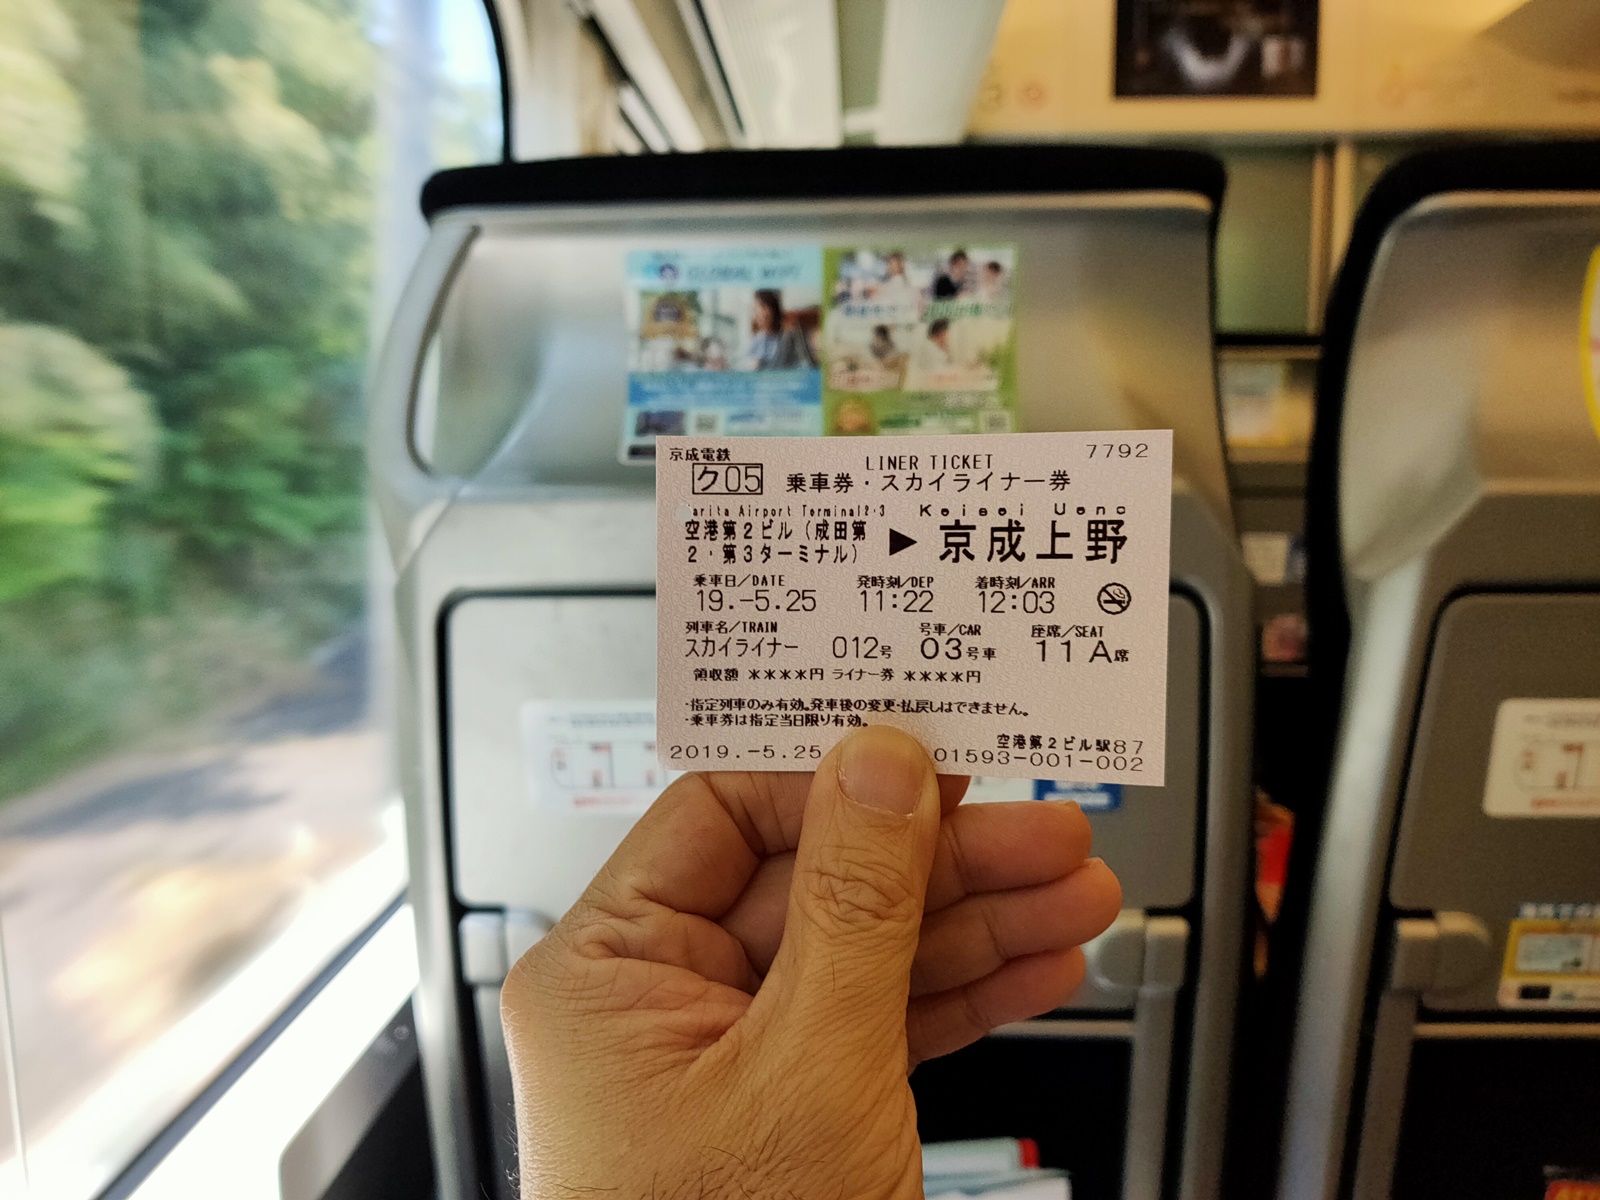 GLOBAL WiFi
京成電鉄
7792
LINER TICKET
ク05 乗車券・スカイライナー券
Narita Airport Terminal2・3 Keisei Ueno
空港第2ビル(成田第
2・第3ターミナル) ▶ 京成上野
乗車日/DATE 発時刻/DEP 着時刻/ARR
19.-5.25 11:22 12:03
列車名/TRAIN 号車/CAR 座席/SEAT
スカイライナー 012号 03号車 11A席
領収額 ****円 ライナー券 ****円
・指定列車のみ有効。発車後の変更・払戻しはできません。
・乗車券は指定当日限り有効。
空港第2ビル駅87
2019.-5.25 01593-001-002